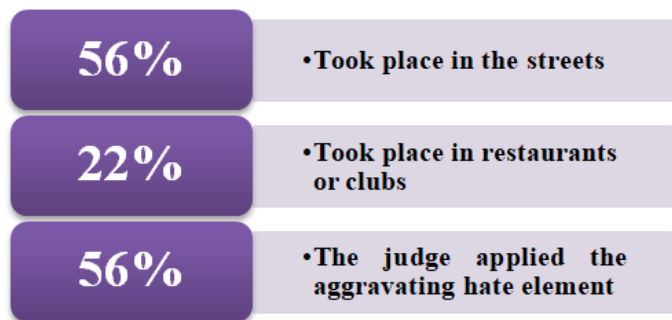 56%
•Took place in the streets
22%
•Took place in restaurants
or clubs
56%
•The judge applied the
aggravating hate element